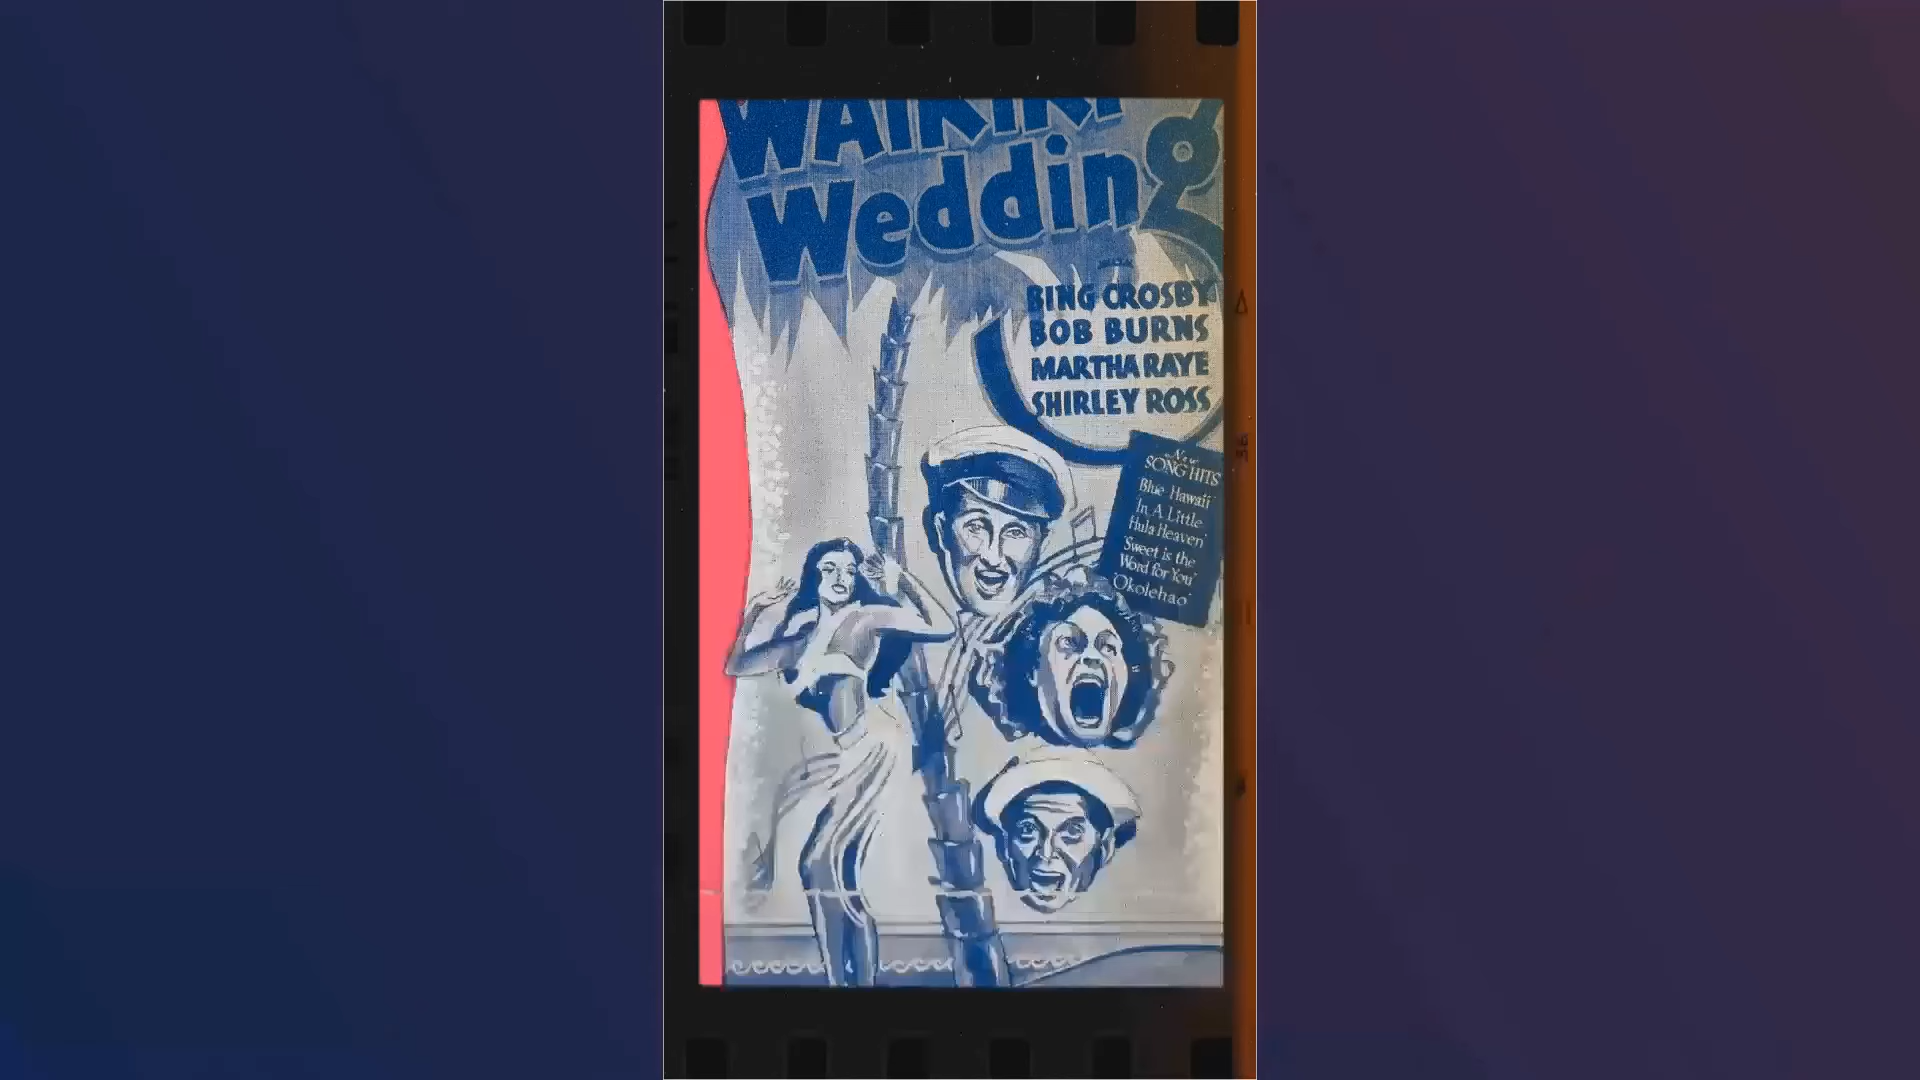 WAIKIKI
Wedding
BING CROSBY
BOB BURNS
MARTHA RAYE
SHIRLEY ROSS
New
SONG HITS
Blue Hawaii
'In A Little
Hula Heaven'
'Sweet is the
Word for You'
'Okolehao'